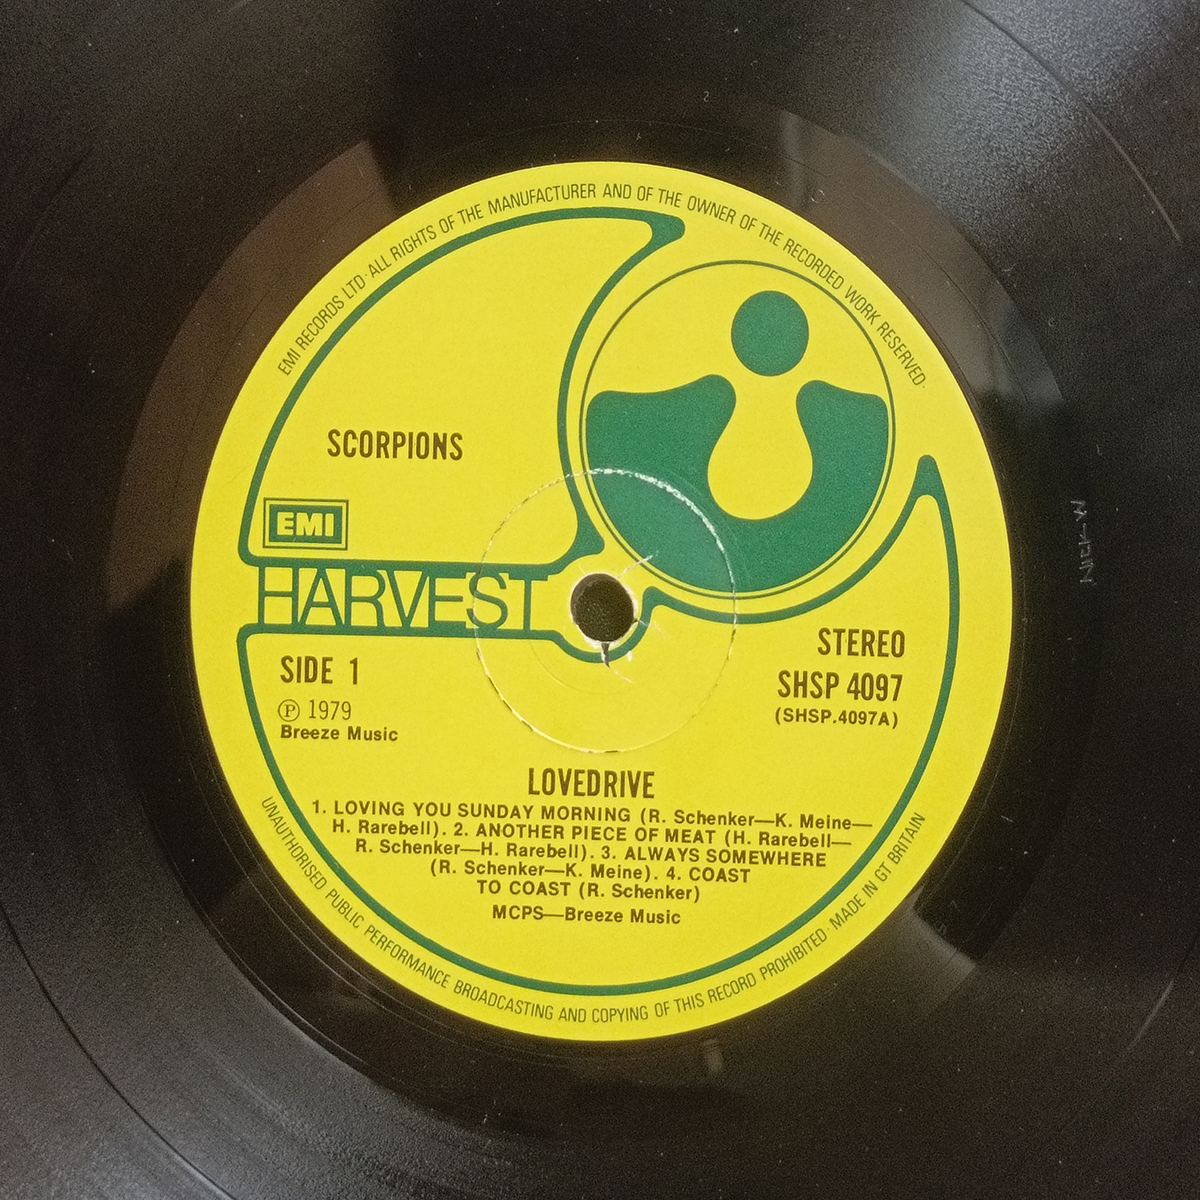 EMI RECORDS LTD· ALL RIGHTS OF THE MANUFACTURER AND OF THE OWNER OF THE RECORDED WORK RESERVED·
SCORPIONS
EMI
HARVEST
SIDE 1
℗ 1979
Breeze Music
STEREO
SHSP 4097
(SHSP.4097A)
LOVEDRIVE
1. LOVING YOU SUNDAY MORNING (R. Schenker—K. Meine—
H. Rarebell). 2. ANOTHER PIECE OF MEAT (H. Rarebell—
R. Schenker—H. Rarebell). 3. ALWAYS SOMEWHERE
(R. Schenker—K. Meine). 4. COAST
TO COAST (R. Schenker)
MCPS—Breeze Music
UNAUTHORISED PUBLIC PERFORMANCE BROADCASTING AND COPYING OF THIS RECORD PROHIBITED· MADE IN GT BRITAIN